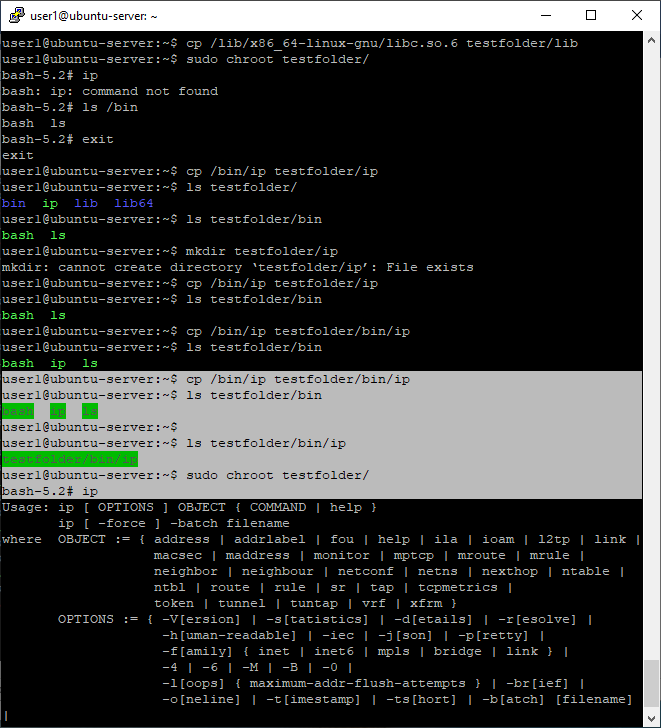 user1@ubuntu-server: ~
user1@ubuntu-server:~$ cp /lib/x86_64-linux-gnu/libc.so.6 testfolder/lib
user1@ubuntu-server:~$ sudo chroot testfolder/
bash-5.2# ip
bash: ip: command not found
bash-5.2# ls /bin
bash  ls
bash-5.2# exit
exit
user1@ubuntu-server:~$ cp /bin/ip testfolder/ip
user1@ubuntu-server:~$ ls testfolder/
bin  ip  lib  lib64
user1@ubuntu-server:~$ ls testfolder/bin
bash  ls
user1@ubuntu-server:~$ mkdir testfolder/ip
mkdir: cannot create directory ‘testfolder/ip’: File exists
user1@ubuntu-server:~$ cp /bin/ip testfolder/ip
user1@ubuntu-server:~$ ls testfolder/bin
bash  ls
user1@ubuntu-server:~$ cp /bin/ip testfolder/bin/ip
user1@ubuntu-server:~$ ls testfolder/bin
bash  ip  ls
user1@ubuntu-server:~$ cp /bin/ip testfolder/bin/ip
user1@ubuntu-server:~$ ls testfolder/bin
bash  ip  ls
user1@ubuntu-server:~$
user1@ubuntu-server:~$ ls testfolder/bin/ip
testfolder/bin/ip
user1@ubuntu-server:~$ sudo chroot testfolder/
bash-5.2# ip
Usage: ip [ OPTIONS ] OBJECT { COMMAND | help }
       ip [ -force ] -batch filename
where  OBJECT := { address | addrlabel | fou | help | ila | ioam | l2tp | link |
                   macsec | maddress | monitor | mptcp | mroute | mrule |
                   neighbor | neighbour | netconf | netns | nexthop | ntable |
                   ntbl | route | rule | sr | tap | tcpmetrics |
                   token | tunnel | tuntap | vrf | xfrm }
       OPTIONS := { -V[ersion] | -s[tatistics] | -d[etails] | -r[esolve] |
                    -h[uman-readable] | -iec | -j[son] | -p[retty] |
                    -f[amily] { inet | inet6 | mpls | bridge | link } |
                    -4 | -6 | -M | -B | -0 |
                    -l[oops] { maximum-addr-flush-attempts } | -br[ief] |
                    -o[neline] | -t[imestamp] | -ts[hort] | -b[atch] [filename]
|